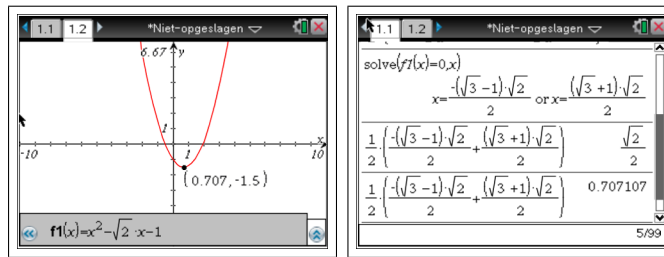 1.1 1.2 *Niet-opgeslagen
6.67 y
1
x
-10 1 10
(0.707, -1.5)
f1(x)=x²-√2·x-1
1.1 1.2 *Niet-opgeslagen
solve(f1(x)=0,x)
x=-(√3-1)·√2/2 or x=(√3+1)·√2/2
1/2·(-(√3-1)·√2/2+(√3+1)·√2/2) √2/2
1/2·(-(√3-1)·√2/2+(√3+1)·√2/2) 0.707107
5/99